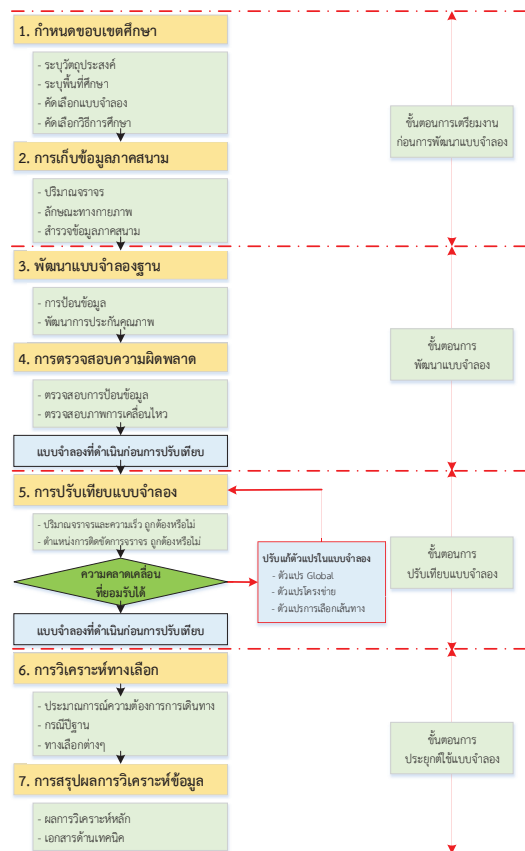 1. กำหนดขอบเขตศึกษา
- ระบุวัตถุประสงค์
- ระบุพื้นที่ศึกษา
- คัดเลือกแบบจำลอง
- คัดเลือกวิธีการศึกษา
ขั้นตอนการเตรียมงาน
ก่อนการพัฒนาแบบจำลอง
2. การเก็บข้อมูลภาคสนาม
- ปริมาณจราจร
- ลักษณะทางกายภาพ
- สำรวจข้อมูลภาคสนาม
3. พัฒนาแบบจำลองฐาน
- การป้อนข้อมูล
- พัฒนาการประกันคุณภาพ
ขั้นตอนการ
พัฒนาแบบจำลอง
4. การตรวจสอบความผิดพลาด
- ตรวจสอบการป้อนข้อมูล
- ตรวจสอบภาพการเคลื่อนไหว
แบบจำลองที่ดำเนินก่อนการปรับเทียบ
5. การปรับเทียบแบบจำลอง
- ปริมาณจราจรและความเร็ว ถูกต้องหรือไม่
- ตำแหน่งการติดขัดการจราจร ถูกต้องหรือไม่
ความคลาดเคลื่อน
ที่ยอมรับได้
ปรับแก้ตัวแปรในแบบจำลอง
- ตัวแปร Global
- ตัวแปรโครงข่าย
- ตัวแปรการเลือกเส้นทาง
ขั้นตอนการ
ปรับเทียบแบบจำลอง
แบบจำลองที่ดำเนินก่อนการปรับเทียบ
6. การวิเคราะห์ทางเลือก
- ประมาณการณ์ความต้องการการเดินทาง
- กรณีปีฐาน
- ทางเลือกต่างๆ
ขั้นตอนการ
ประยุกต์ใช้แบบจำลอง
7. การสรุปผลการวิเคราะห์ข้อมูล
- ผลการวิเคราะห์หลัก
- เอกสารด้านเทคนิค